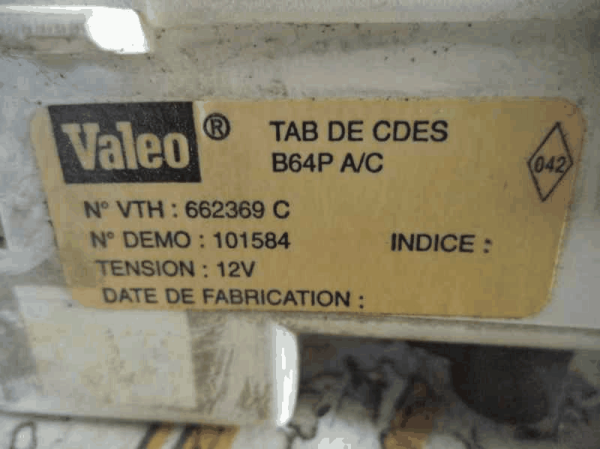 Valeo® TAB DE CDES
B64P A/C
042
N° VTH : 662369 C
N° DEMO : 101584 INDICE :
TENSION : 12V
DATE DE FABRICATION :